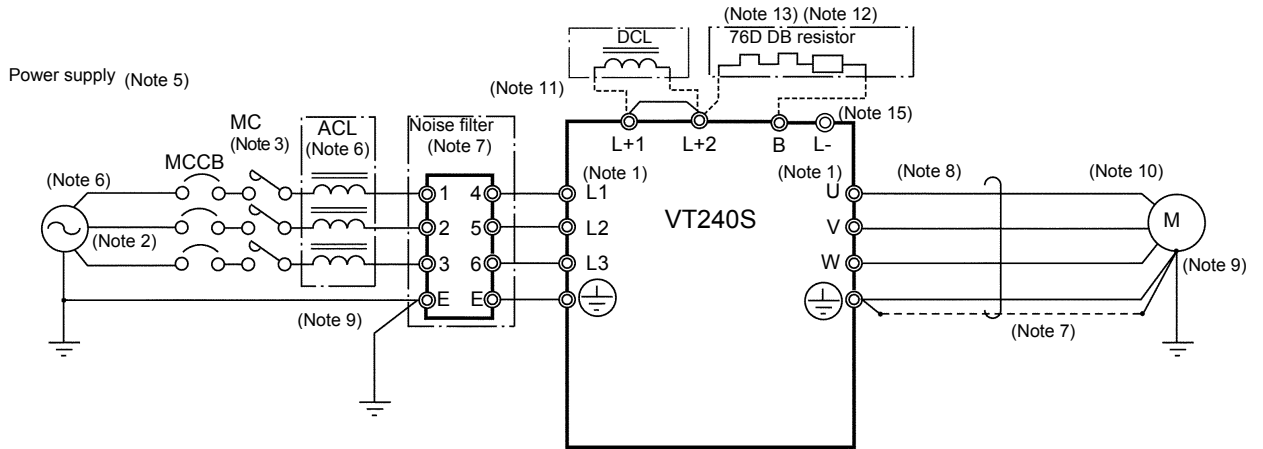 (Note 13) (Note 12)
DCL
76D DB resistor
Power supply (Note 5)
(Note 11)
(Note 15)
MC
(Note 3)
ACL
(Note 6)
Noise filter
(Note 7)
L+1
L+2
B
L-
MCCB
(Note 6)
(Note 1)
(Note 1)
(Note 8)
(Note 10)
1
4
L1
U
VT240S
M
(Note 2)
2
5
L2
V
3
6
L3
W
(Note 9)
E
E
(Note 9)
(Note 7)